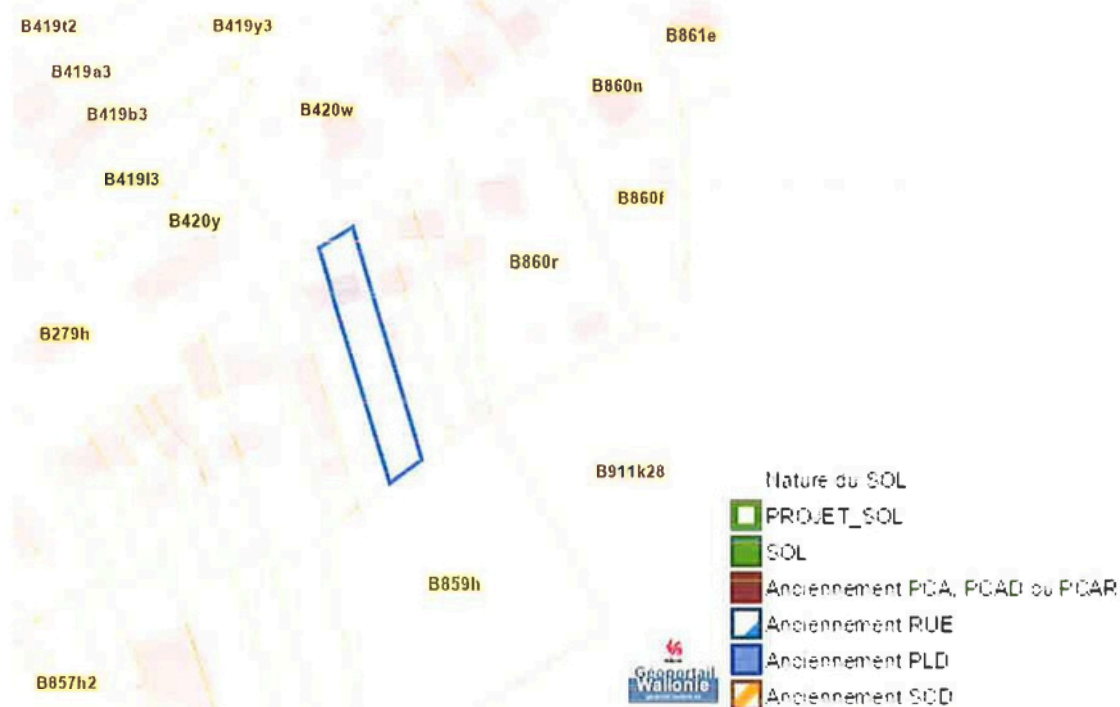 B419t2
B419y3
B861e
B419a3
B860n
B419b3
B420w
B419l3
B860f
B420y
B860r
B279h
B911k28
Nature du SOL
PROJET_SOL
SOL
Anciennement PCA, PCAD ou PCAR
B859h
Anciennement RUE
Anciennement PLD
Géoportail
Wallonie
B857h2
Anciennement SCD